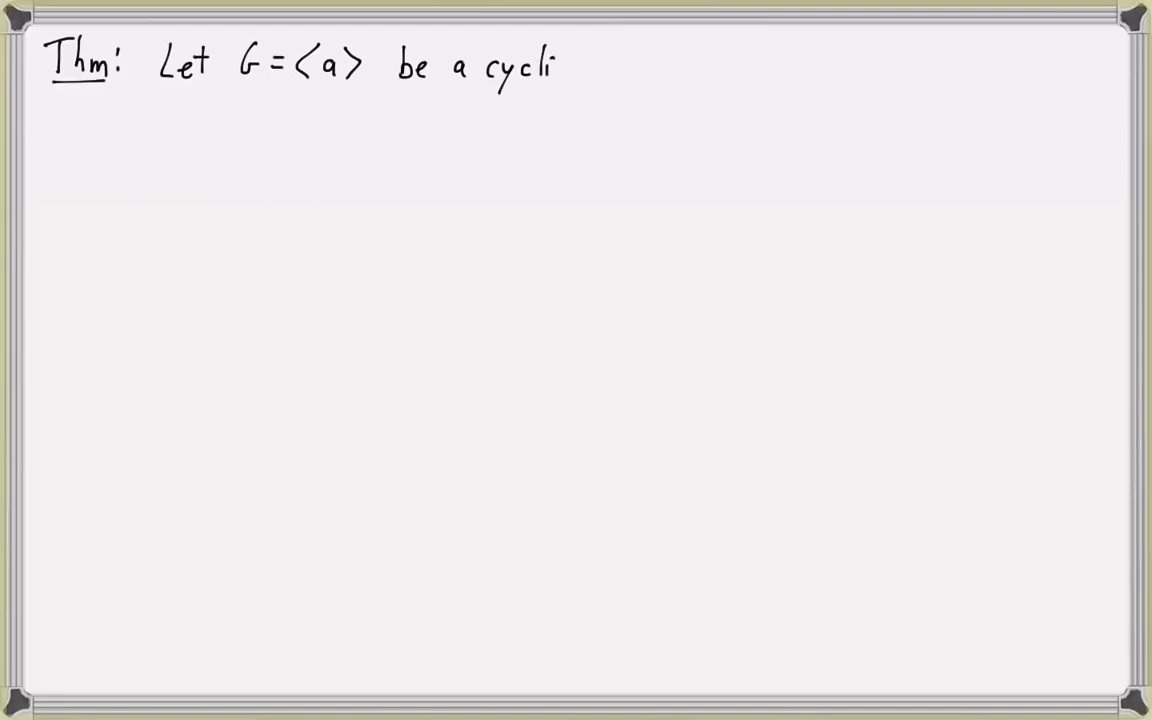 Thm: Let G = <a> be a cycli